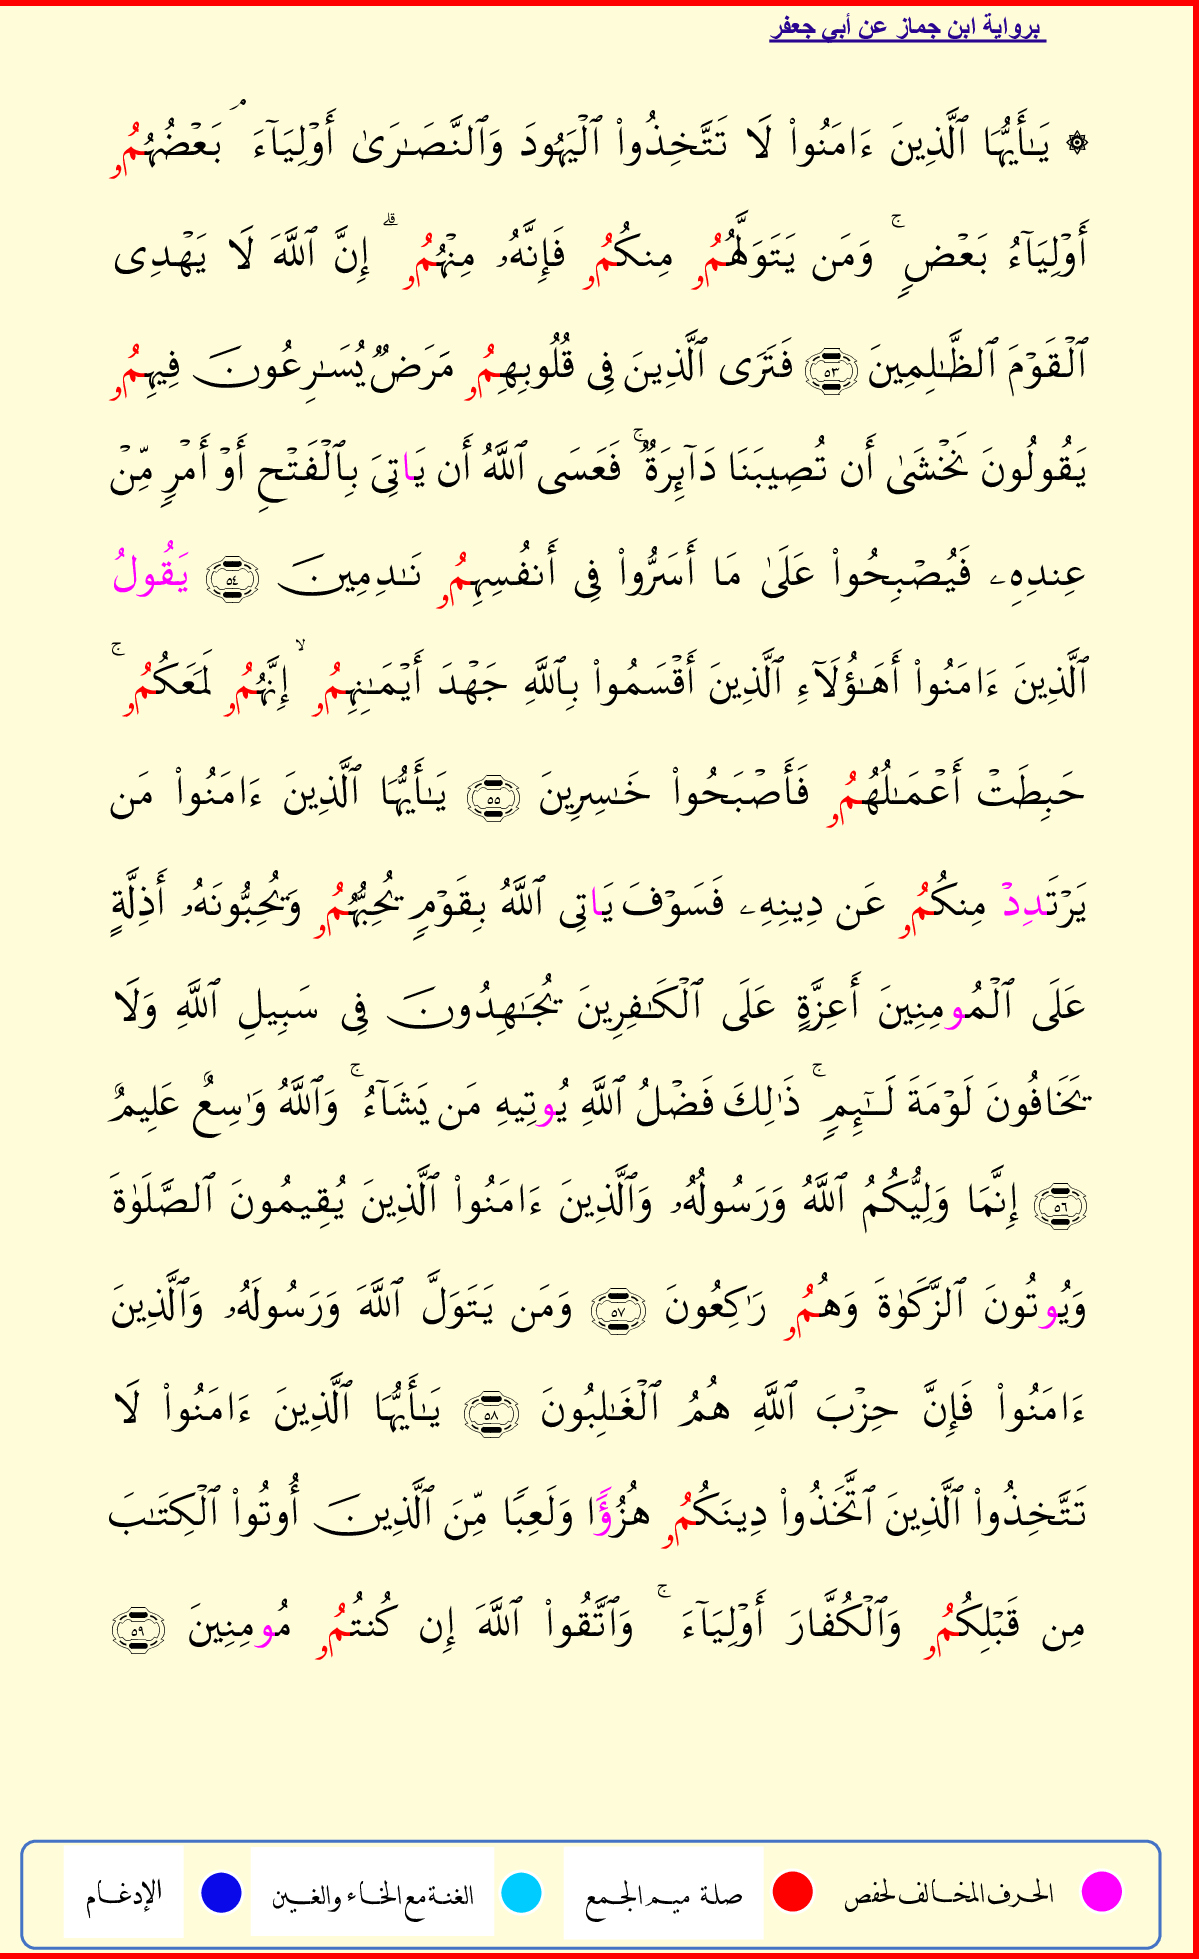 برواية ابن جماز عن أبي جعفر
۞ يَـٰٓأَيُّهَا ٱلَّذِينَ ءَامَنُوا۟ لَا تَتَّخِذُوا۟ ٱلْيَهُودَ وَٱلنَّصَـٰرَىٰ أَوْلِيَآءَ ۘ بَعْضُهُمُۥ
أَوْلِيَآءُ بَعْضٍ ۚ وَمَن يَتَوَلَّهُمُۥ مِنكُمُۥ فَإِنَّهُۥ مِنْهُمُۥ ۗ إِنَّ ٱللَّهَ لَا يَهْدِى
ٱلْقَوْمَ ٱلظَّـٰلِمِينَ ٥٣ فَتَرَى ٱلَّذِينَ فِى قُلُوبِهِمُۥ مَرَضٌ يُسَـٰرِعُونَ فِيهِمُۥ
يَقُولُونَ نَخْشَىٰ أَن تُصِيبَنَا دَآئِرَةٌ ۚ فَعَسَى ٱللَّهُ أَن يَاتِىَ بِٱلْفَتْحِ أَوْ أَمْرٍ مِّنْ
عِندِهِۦ فَيُصْبِحُوا۟ عَلَىٰ مَا أَسَرُّوا۟ فِى أَنفُسِهِمُۥ نَـٰدِمِينَ ٥٤ يَقُولُ
ٱلَّذِينَ ءَامَنُوا۟ أَهَـٰؤُلَآءِ ٱلَّذِينَ أَقْسَمُوا۟ بِٱللَّهِ جَهْدَ أَيْمَـٰنِهِمُۥ ۙ إِنَّهُمُۥ لَمَعَكُمُۥ ۚ
حَبِطَتْ أَعْمَـٰلُهُمُۥ فَأَصْبَحُوا۟ خَـٰسِرِينَ ٥٥ يَـٰأَيُّهَا ٱلَّذِينَ ءَامَنُوا۟ مَن
يَرْتَدِدْ مِنكُمُۥ عَن دِينِهِۦ فَسَوْفَ يَاتِى ٱللَّهُ بِقَوْمٍ يُحِبُّهُمُۥ وَيُحِبُّونَهُۥ أَذِلَّةٍ
عَلَى ٱلْمُومِنِينَ أَعِزَّةٍ عَلَى ٱلْكَـٰفِرِينَ يُجَـٰهِدُونَ فِى سَبِيلِ ٱللَّهِ وَلَا
يَخَافُونَ لَوْمَةَ لَـٰٓئِمٍ ۚ ذَٰلِكَ فَضْلُ ٱللَّهِ يُوتِيهِ مَن يَشَآءُ ۚ وَٱللَّهُ وَٰسِعٌ عَلِيمٌ
٥٦ إِنَّمَا وَلِيُّكُمُ ٱللَّهُ وَرَسُولُهُۥ وَٱلَّذِينَ ءَامَنُوا۟ ٱلَّذِينَ يُقِيمُونَ ٱلصَّلَوٰةَ
وَيُوتُونَ ٱلزَّكَوٰةَ وَهُمُۥ رَٰكِعُونَ ٥٧ وَمَن يَتَوَلَّ ٱللَّهَ وَرَسُولَهُۥ وَٱلَّذِينَ
ءَامَنُوا۟ فَإِنَّ حِزْبَ ٱللَّهِ هُمُ ٱلْغَـٰلِبُونَ ٥٨ يَـٰأَيُّهَا ٱلَّذِينَ ءَامَنُوا۟ لَا
تَتَّخِذُوا۟ ٱلَّذِينَ ٱتَّخَذُوا۟ دِينَكُمُۥ هُزُؤًا وَلَعِبًا مِّنَ ٱلَّذِينَ أُوتُوا۟ ٱلْكِتَـٰبَ
مِن قَبْلِكُمُۥ وَٱلْكُفَّارَ أَوْلِيَآءَ ۚ وَٱتَّقُوا۟ ٱللَّهَ إِن كُنتُمُۥ مُومِنِينَ ٥٩
الحرف المخالف لحفص صلة ميم الجمع الغنة مع الخاء والغين الإدغام